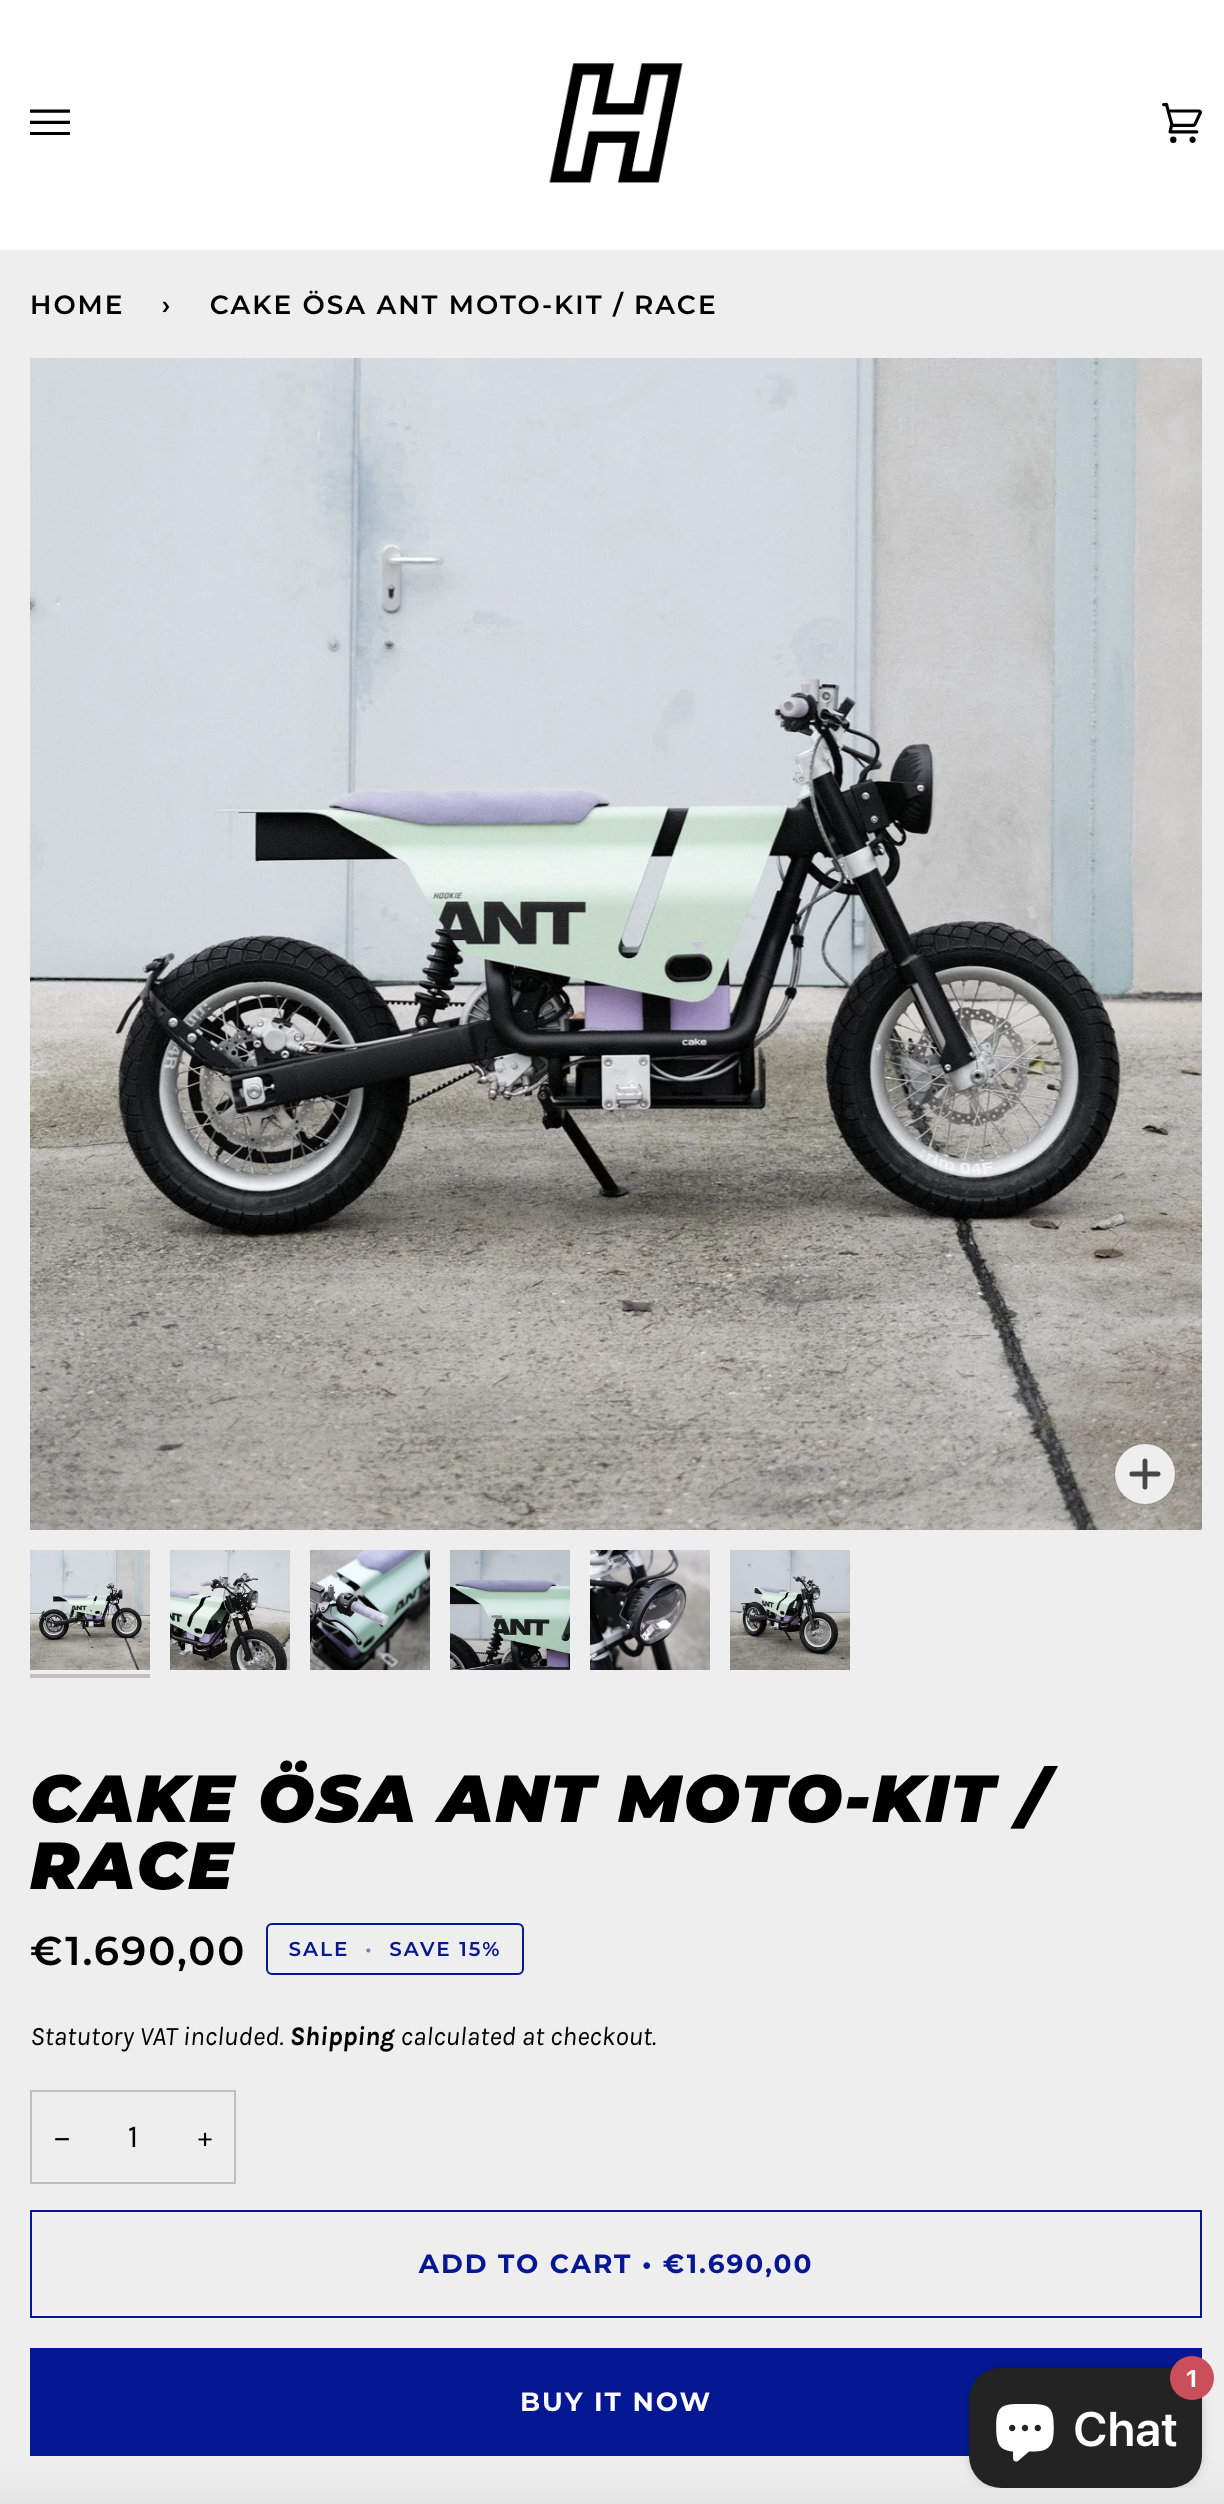 H
HOME › CAKE ÖSA ANT MOTO-KIT / RACE
HOOKIE
ANT
cake
CAKE ÖSA ANT MOTO-KIT /
RACE
€1.690,00 SALE • SAVE 15%
Statutory VAT included. Shipping calculated at checkout.
− 1 +
ADD TO CART • €1.690,00
BUY IT NOW
1
Chat